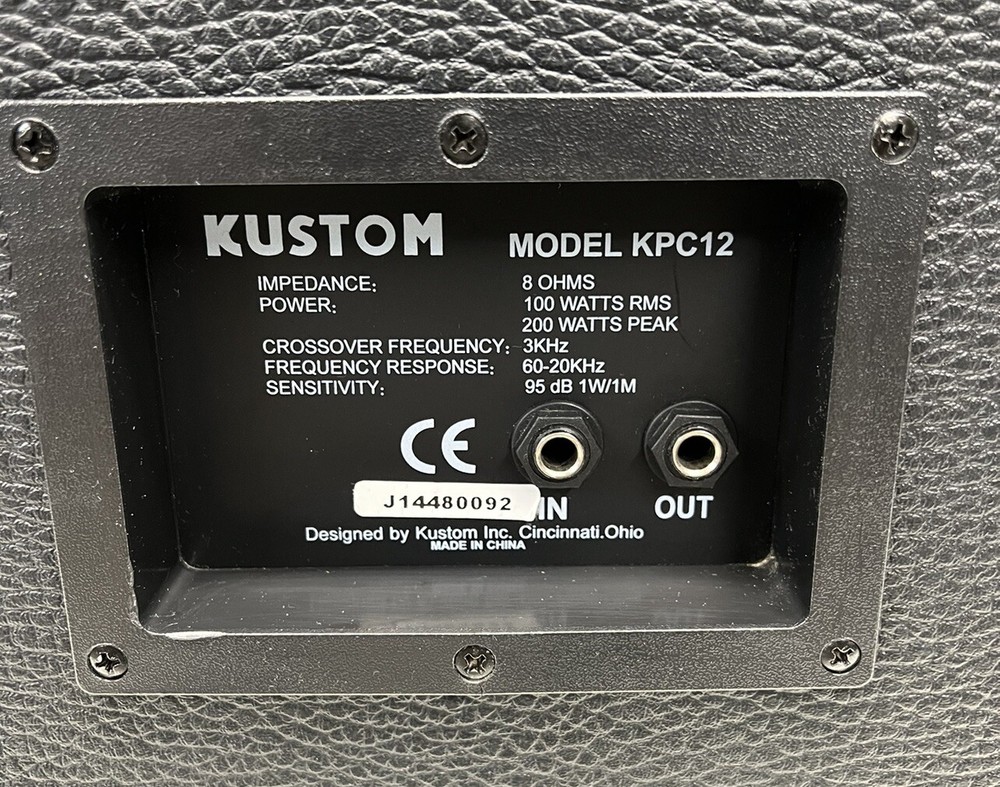 KUSTOM MODEL KPC12
IMPEDANCE: 8 OHMS
POWER: 100 WATTS RMS
200 WATTS PEAK
CROSSOVER FREQUENCY: 3KHz
FREQUENCY RESPONSE: 60-20KHz
SENSITIVITY: 95 dB 1W/1M
CE
J14480092
IN OUT
Designed by Kustom Inc. Cincinnati.Ohio
MADE IN CHINA